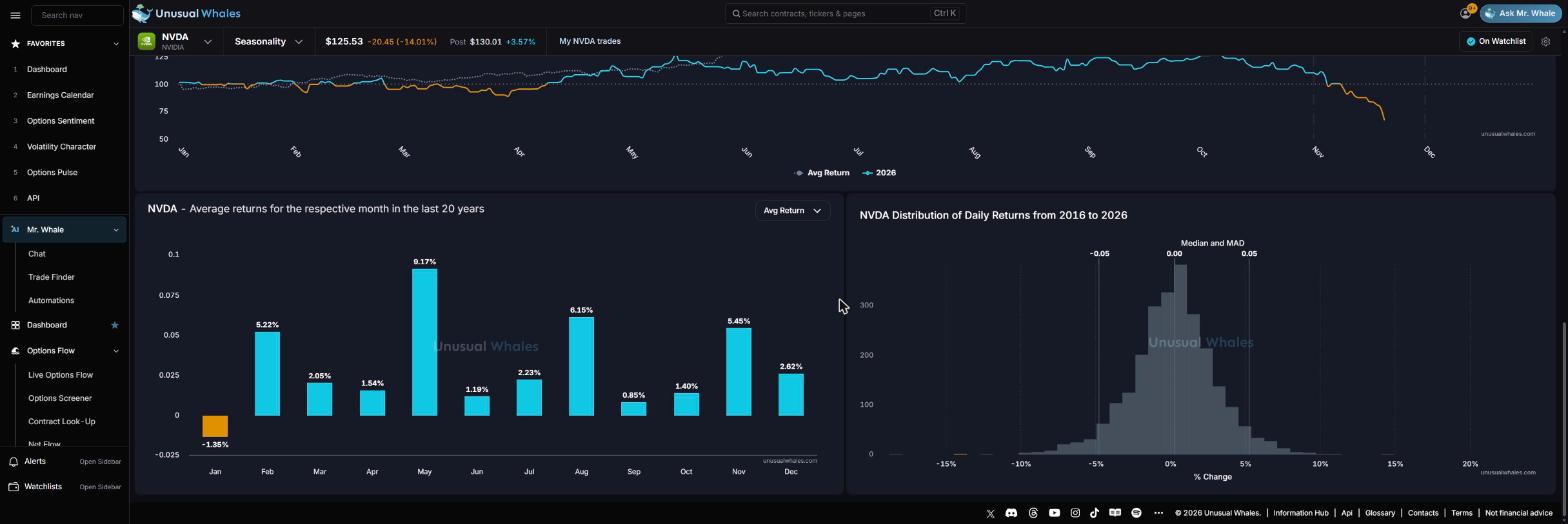 Search nav
Unusual Whales
Search contracts, tickers & pages
Ctrl K
9+
Ask Mr. Whale
FAVORITES
1 Dashboard
2 Earnings Calendar
3 Options Sentiment
4 Volatility Character
5 Options Pulse
6 API
AI Mr. Whale
Chat
Trade Finder
Automations
Dashboard
Options Flow
Live Options Flow
Options Screener
Contract Look-Up
Net Flow
Alerts Open Sidebar
Watchlists Open Sidebar
NVDA
NVIDIA
Seasonality
$125.53 -20.45 (-14.01%) Post $130.01 +3.57%
My NVDA trades
On Watchlist
125
100
75
50
Jan Feb Mar Apr May Jun Jul Aug Sep Oct Nov Dec
unusualwhales.com
Avg Return 2026
NVDA - Average returns for the respective month in the last 20 years
Avg Return
0.1
0.075
0.05
0.025
0
-0.025
-1.35% 5.22% 2.05% 1.54% 9.17% 1.19% 2.23% 6.15% 0.85% 1.40% 5.45% 2.62%
Unusual Whales
unusualwhales.com
Jan Feb Mar Apr May Jun Jul Aug Sep Oct Nov Dec
NVDA Distribution of Daily Returns from 2016 to 2026
Median and MAD
-0.05 0.00 0.05
300
200
100
0
Unusual Whales
-15% -10% -5% 0% 5% 10% 15% 20%
unusualwhales.com
% Change
© 2026 Unusual Whales. | Information Hub | Api | Glossary | Contacts | Terms | Not financial advice